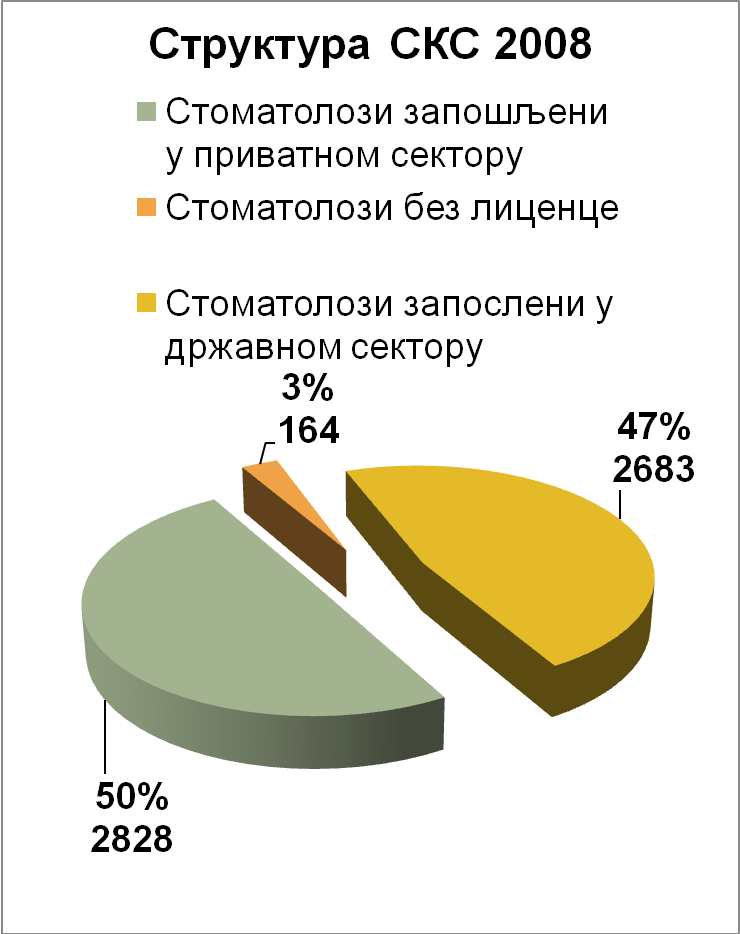 Структура СКС 2008
Стоматолози запошљени
у приватном сектору
Стоматолози без лиценце
Стоматолози запослени у
државном сектору
3%
164
47%
2683
50%
2828